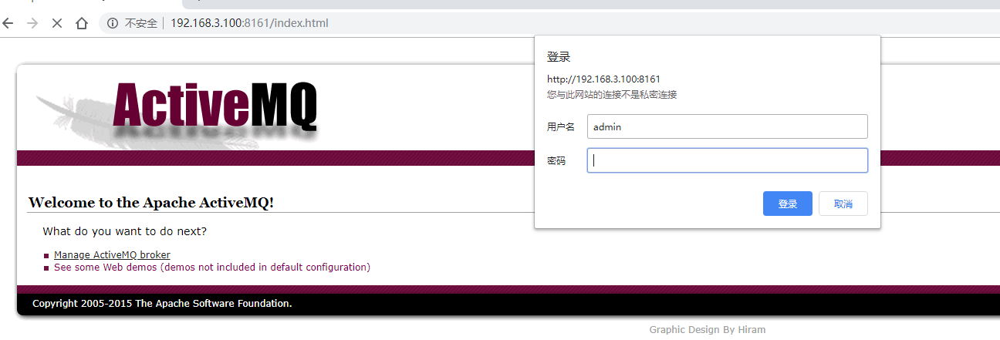 不安全 | 192.168.3.100:8161/index.html
登录
http://192.168.3.100:8161
您与此网站的连接不是私密连接
用户名 admin
密码
登录 取消
ActiveMQ
Welcome to the Apache ActiveMQ!
What do you want to do next?
Manage ActiveMQ broker
See some Web demos (demos not included in default configuration)
Copyright 2005-2015 The Apache Software Foundation.
Graphic Design By Hiram